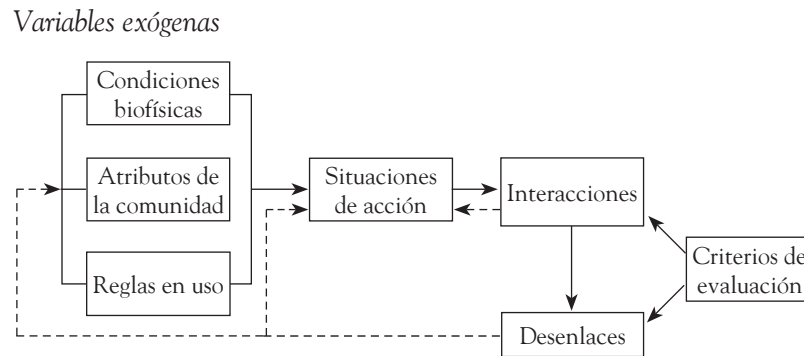 Variables exógenas
Condiciones
biofísicas
Atributos de
la comunidad
Reglas en uso
Situaciones
de acción
Interacciones
Desenlaces
Criterios de
evaluación